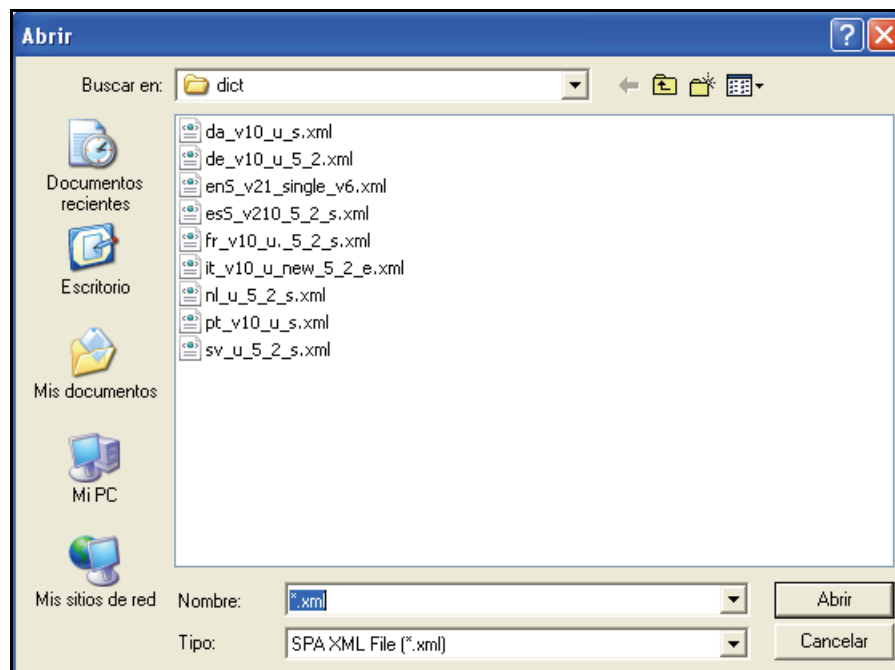 Abrir
Buscar en: dict
da_v10_u_s.xml
de_v10_u_5_2.xml
en5_v21_single_v6.xml
es5_v210_5_2_s.xml
fr_v10_u._5_2_s.xml
it_v10_u_new_5_2_e.xml
nl_u_5_2_s.xml
pt_v10_u_s.xml
sv_u_5_2_s.xml
Documentos
recientes
Escritorio
Mis documentos
Mi PC
Mis sitios de red
Nombre: *.xml Abrir
Tipo: SPA XML File (*.xml) Cancelar